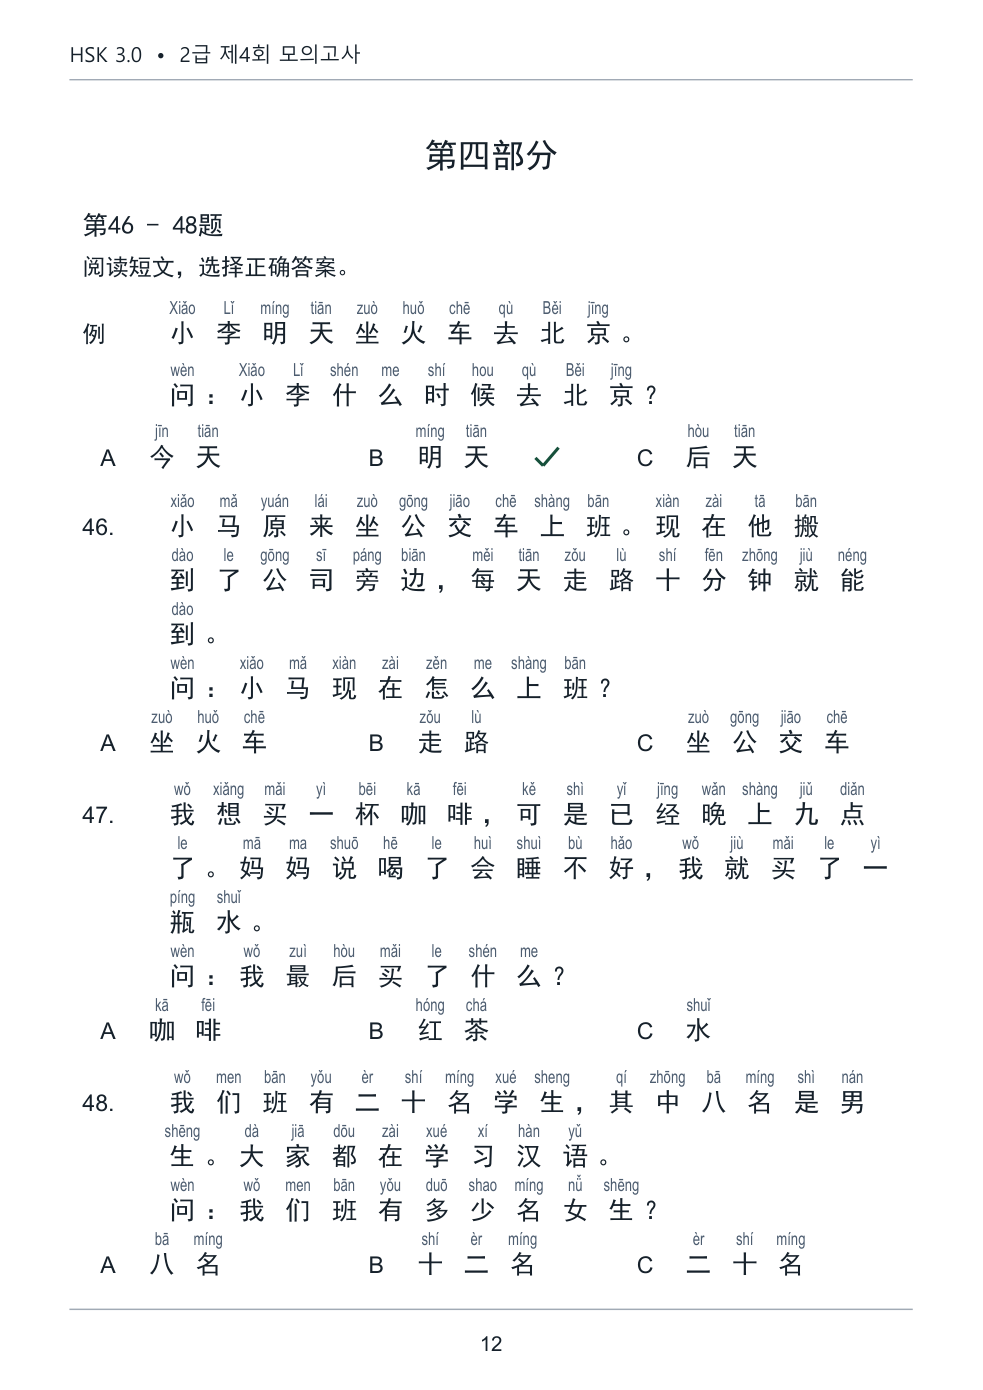 HSK 3.0 • 2급 제4회 모의고사
第四部分
第46 - 48题
阅读短文，选择正确答案。
Xiǎo Lǐ míng tiān zuò huǒ chē qù Běi jīng
例 小李明天坐火车去北京。
wèn Xiǎo Lǐ shén me shí hou qù Běi jīng
问：小李什么时候去北京？
jīn tiān míng tiān hòu tiān
A 今天 B 明天 ✓ C 后天
xiǎo mǎ yuán lái zuò gōng jiāo chē shàng bān xiàn zài tā bān
46. 小马原来坐公交车上班。现在他搬
dào le gōng sī páng biān měi tiān zǒu lù shí fēn zhōng jiù néng
到了公司旁边，每天走路十分钟就能
dào
到。
wèn xiǎo mǎ xiàn zài zěn me shàng bān
问：小马现在怎么上班？
zuò huǒ chē zǒu lù zuò gōng jiāo chē
A 坐火车 B 走路 C 坐公交车
wǒ xiǎng mǎi yì bēi kā fēi kě shì yǐ jīng wǎn shàng jiǔ diǎn
47. 我想买一杯咖啡，可是已经晚上九点
le mā ma shuō hē le huì shuì bù hǎo wǒ jiù mǎi le yì
了。妈妈说喝了会睡不好，我就买了一
píng shuǐ
瓶水。
wèn wǒ zuì hòu mǎi le shén me
问：我最后买了什么？
kā fēi hóng chá shuǐ
A 咖啡 B 红茶 C 水
wǒ men bān yǒu èr shí míng xué sheng qí zhōng bā míng shì nán
48. 我们班有二十名学生，其中八名是男
shēng dà jiā dōu zài xué xí hàn yǔ
生。大家都在学习汉语。
wèn wǒ men bān yǒu duō shao míng nǚ shēng
问：我们班有多少名女生？
bā míng shí èr míng èr shí míng
A 八名 B 十二名 C 二十名
12